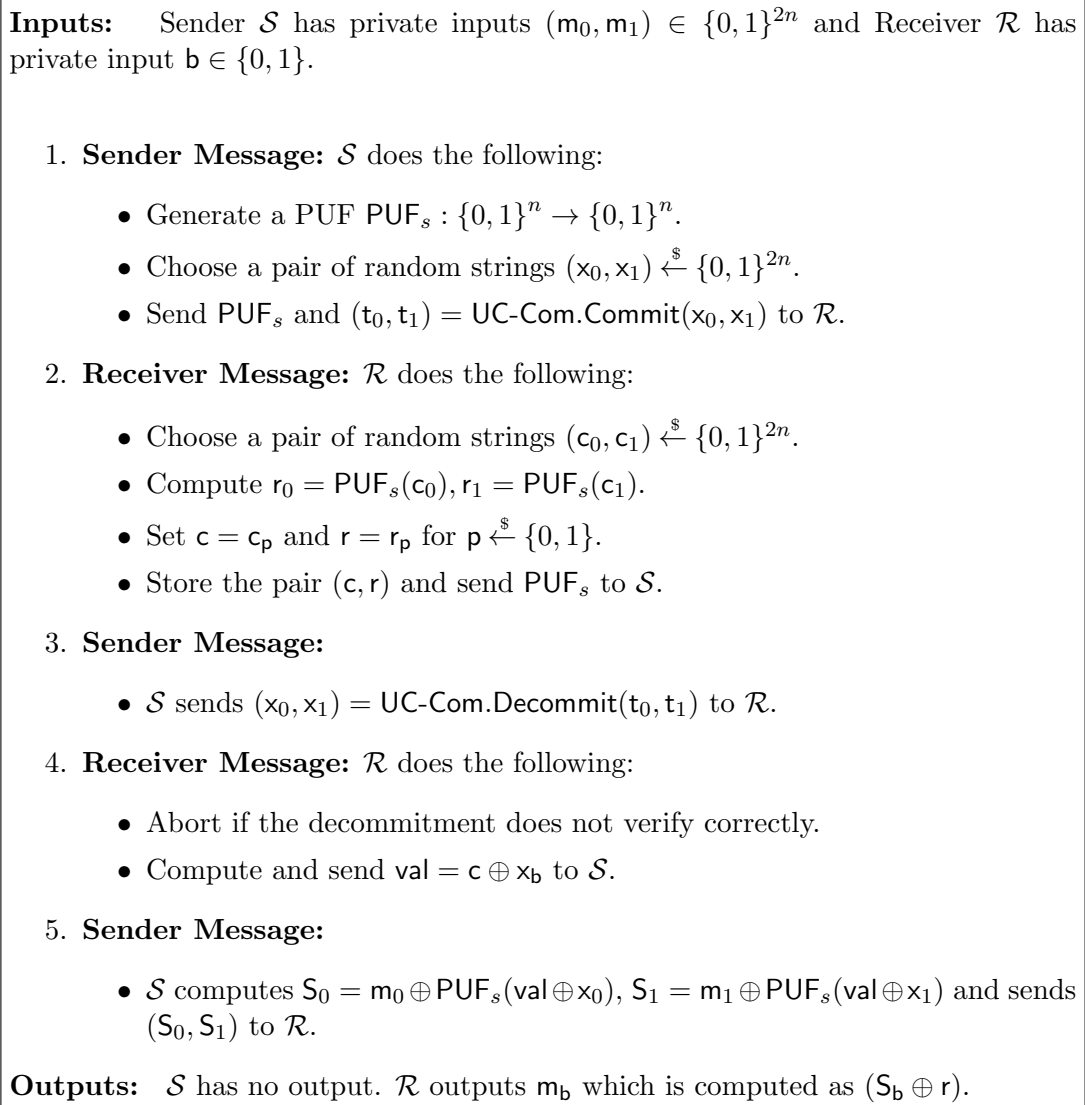 Inputs: Sender 𝒮 has private inputs (m₀, m₁) ∈ {0, 1}²ⁿ and Receiver ℛ has
private input b ∈ {0, 1}.
1. Sender Message: 𝒮 does the following:
• Generate a PUF PUFₛ : {0, 1}ⁿ → {0, 1}ⁿ.
• Choose a pair of random strings (x₀, x₁) ←$ {0, 1}²ⁿ.
• Send PUFₛ and (t₀, t₁) = UC-Com.Commit(x₀, x₁) to ℛ.
2. Receiver Message: ℛ does the following:
• Choose a pair of random strings (c₀, c₁) ←$ {0, 1}²ⁿ.
• Compute r₀ = PUFₛ(c₀), r₁ = PUFₛ(c₁).
• Set c = cₚ and r = rₚ for p ←$ {0, 1}.
• Store the pair (c, r) and send PUFₛ to 𝒮.
3. Sender Message:
• 𝒮 sends (x₀, x₁) = UC-Com.Decommit(t₀, t₁) to ℛ.
4. Receiver Message: ℛ does the following:
• Abort if the decommitment does not verify correctly.
• Compute and send val = c ⊕ x_b to 𝒮.
5. Sender Message:
• 𝒮 computes S₀ = m₀ ⊕ PUFₛ(val ⊕ x₀), S₁ = m₁ ⊕ PUFₛ(val ⊕ x₁) and sends
(S₀, S₁) to ℛ.
Outputs: 𝒮 has no output. ℛ outputs m_b which is computed as (S_b ⊕ r).